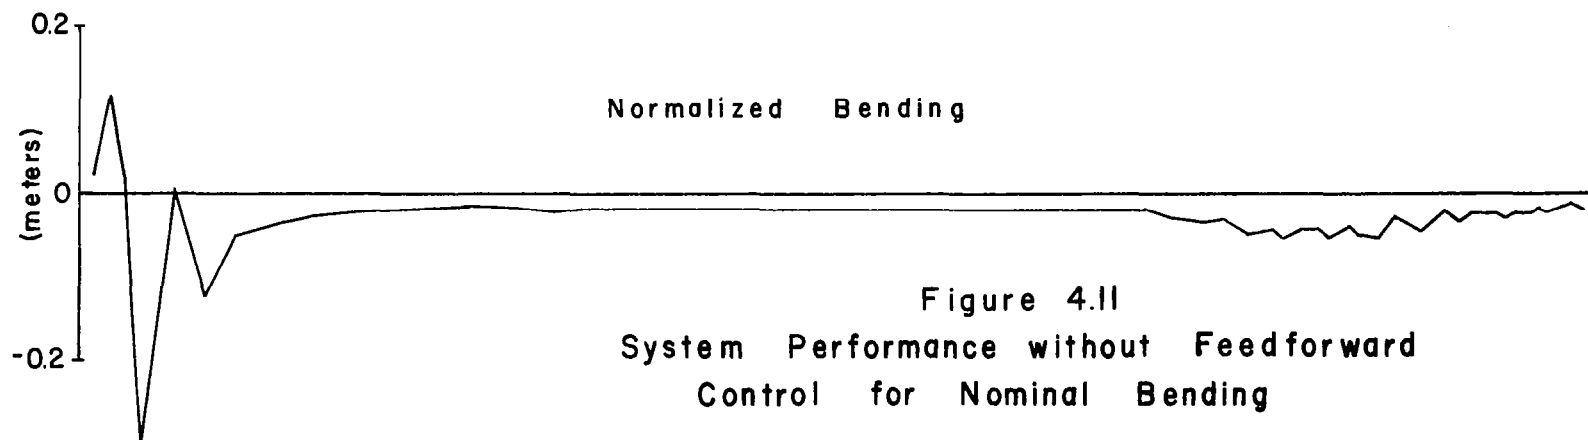 0.2
Normalized Bending
(meters)
0
-0.2
Figure 4.11
System Performance without Feedforward
Control for Nominal Bending